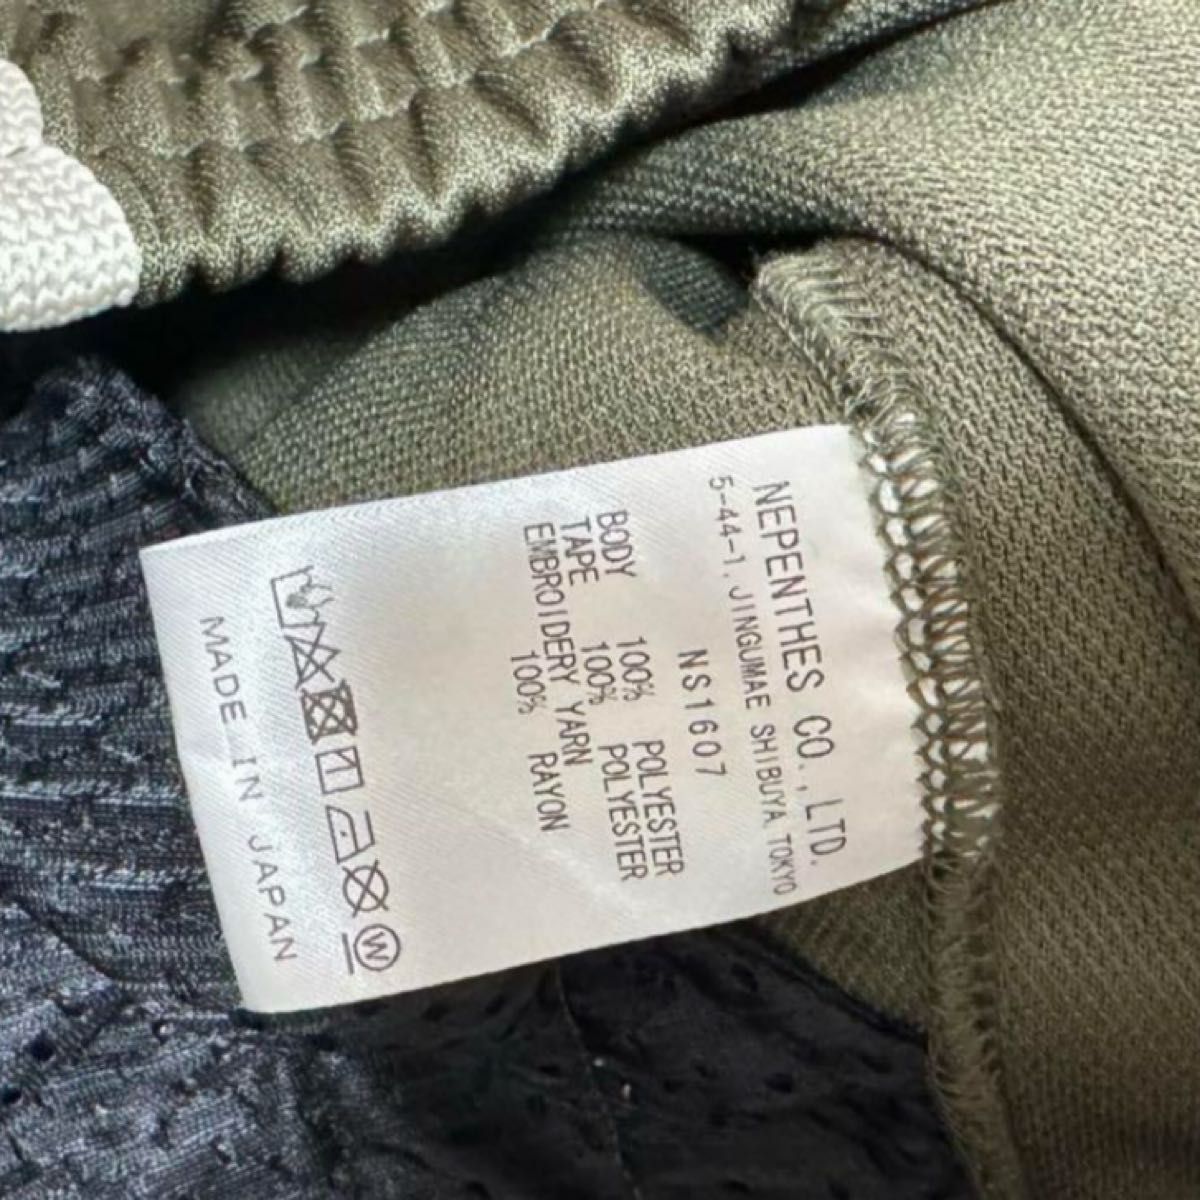 NEPENTHES CO., LTD.
5-44-1, JINGUMAE SHIBUYA TOKYO
NS1607
BODY 100% POLYESTER
TAPE 100% POLYESTER
EMBROIDERY YARN
100% RAYON
W
MADE IN JAPAN